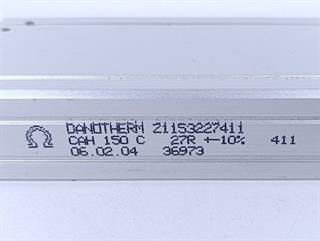 DANOTHERM Z1153227411
CAH 150 C 27R +-10% 411
06.02.04 36973